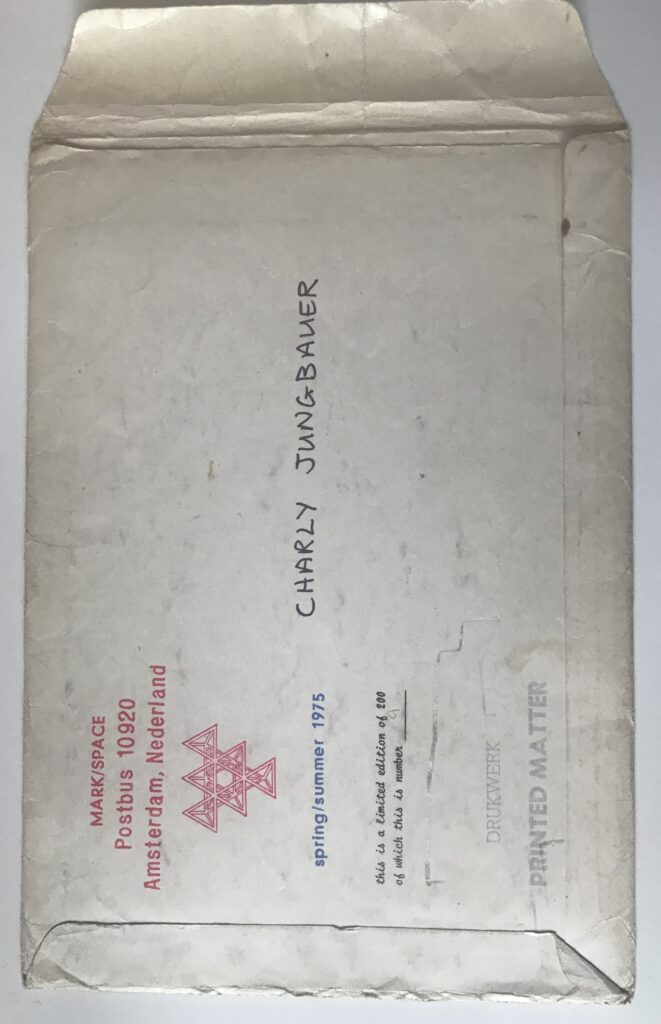 MARK/SPACE
Postbus 10920
Amsterdam, Nederland
spring/summer 1975
this is a limited edition of 200
of which this is number
CHARLY JUNGBAUER
DRUKWERK
PRINTED MATTER